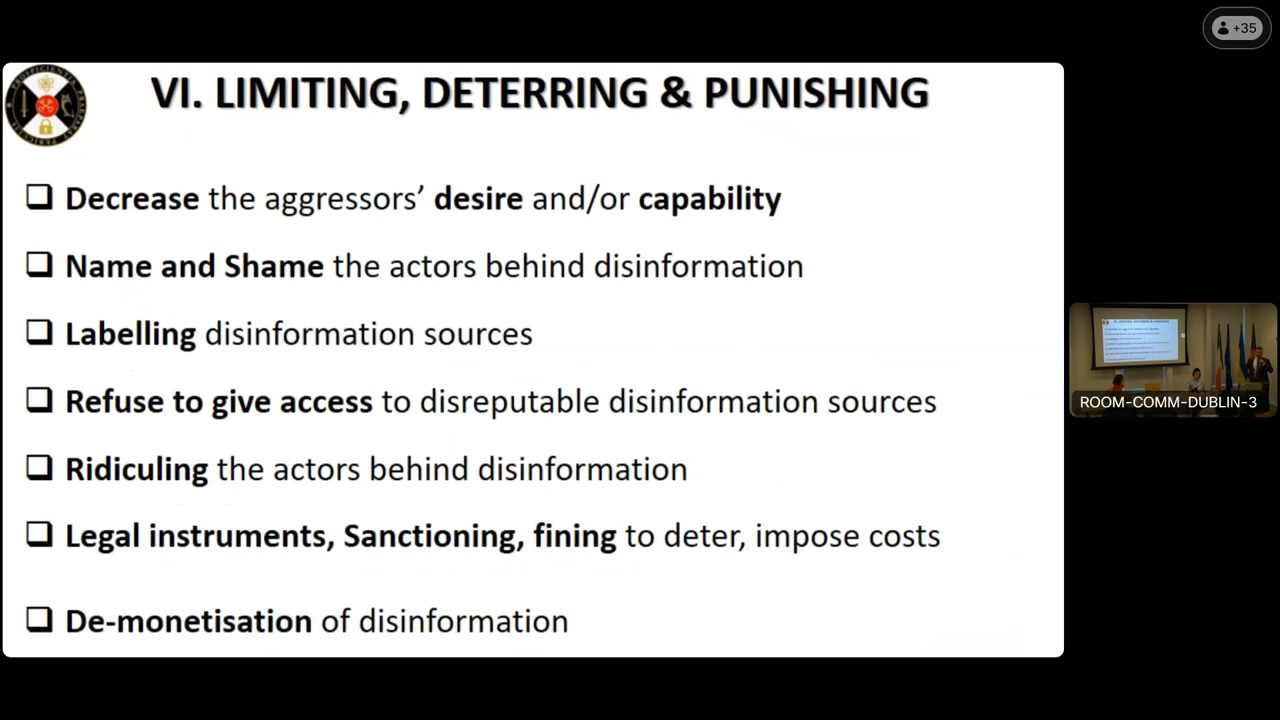 +35
VI. LIMITING, DETERRING & PUNISHING
Decrease the aggressors’ desire and/or capability
Name and Shame the actors behind disinformation
Labelling disinformation sources
Refuse to give access to disreputable disinformation sources
Ridiculing the actors behind disinformation
Legal instruments, Sanctioning, fining to deter, impose costs
De-monetisation of disinformation
ROOM-COMM-DUBLIN-3